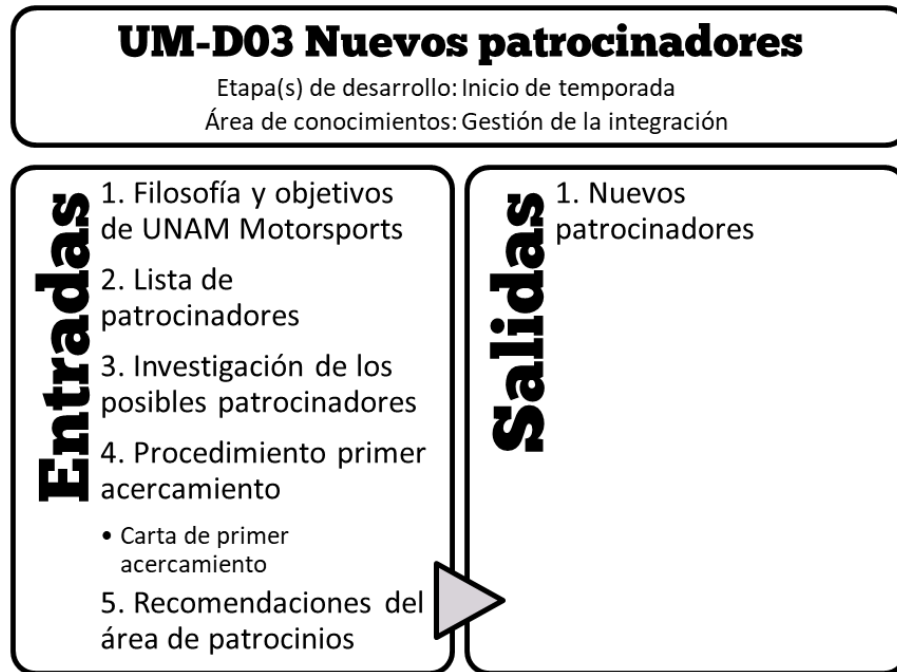 UM-D03 Nuevos patrocinadores
Etapa(s) de desarrollo: Inicio de temporada
Área de conocimientos: Gestión de la integración
Entradas
1. Filosofía y objetivos
de UNAM Motorsports
2. Lista de
patrocinadores
3. Investigación de los
posibles patrocinadores
4. Procedimiento primer
acercamiento
• Carta de primer
acercamiento
5. Recomendaciones del
área de patrocinios
Salidas
1. Nuevos
patrocinadores